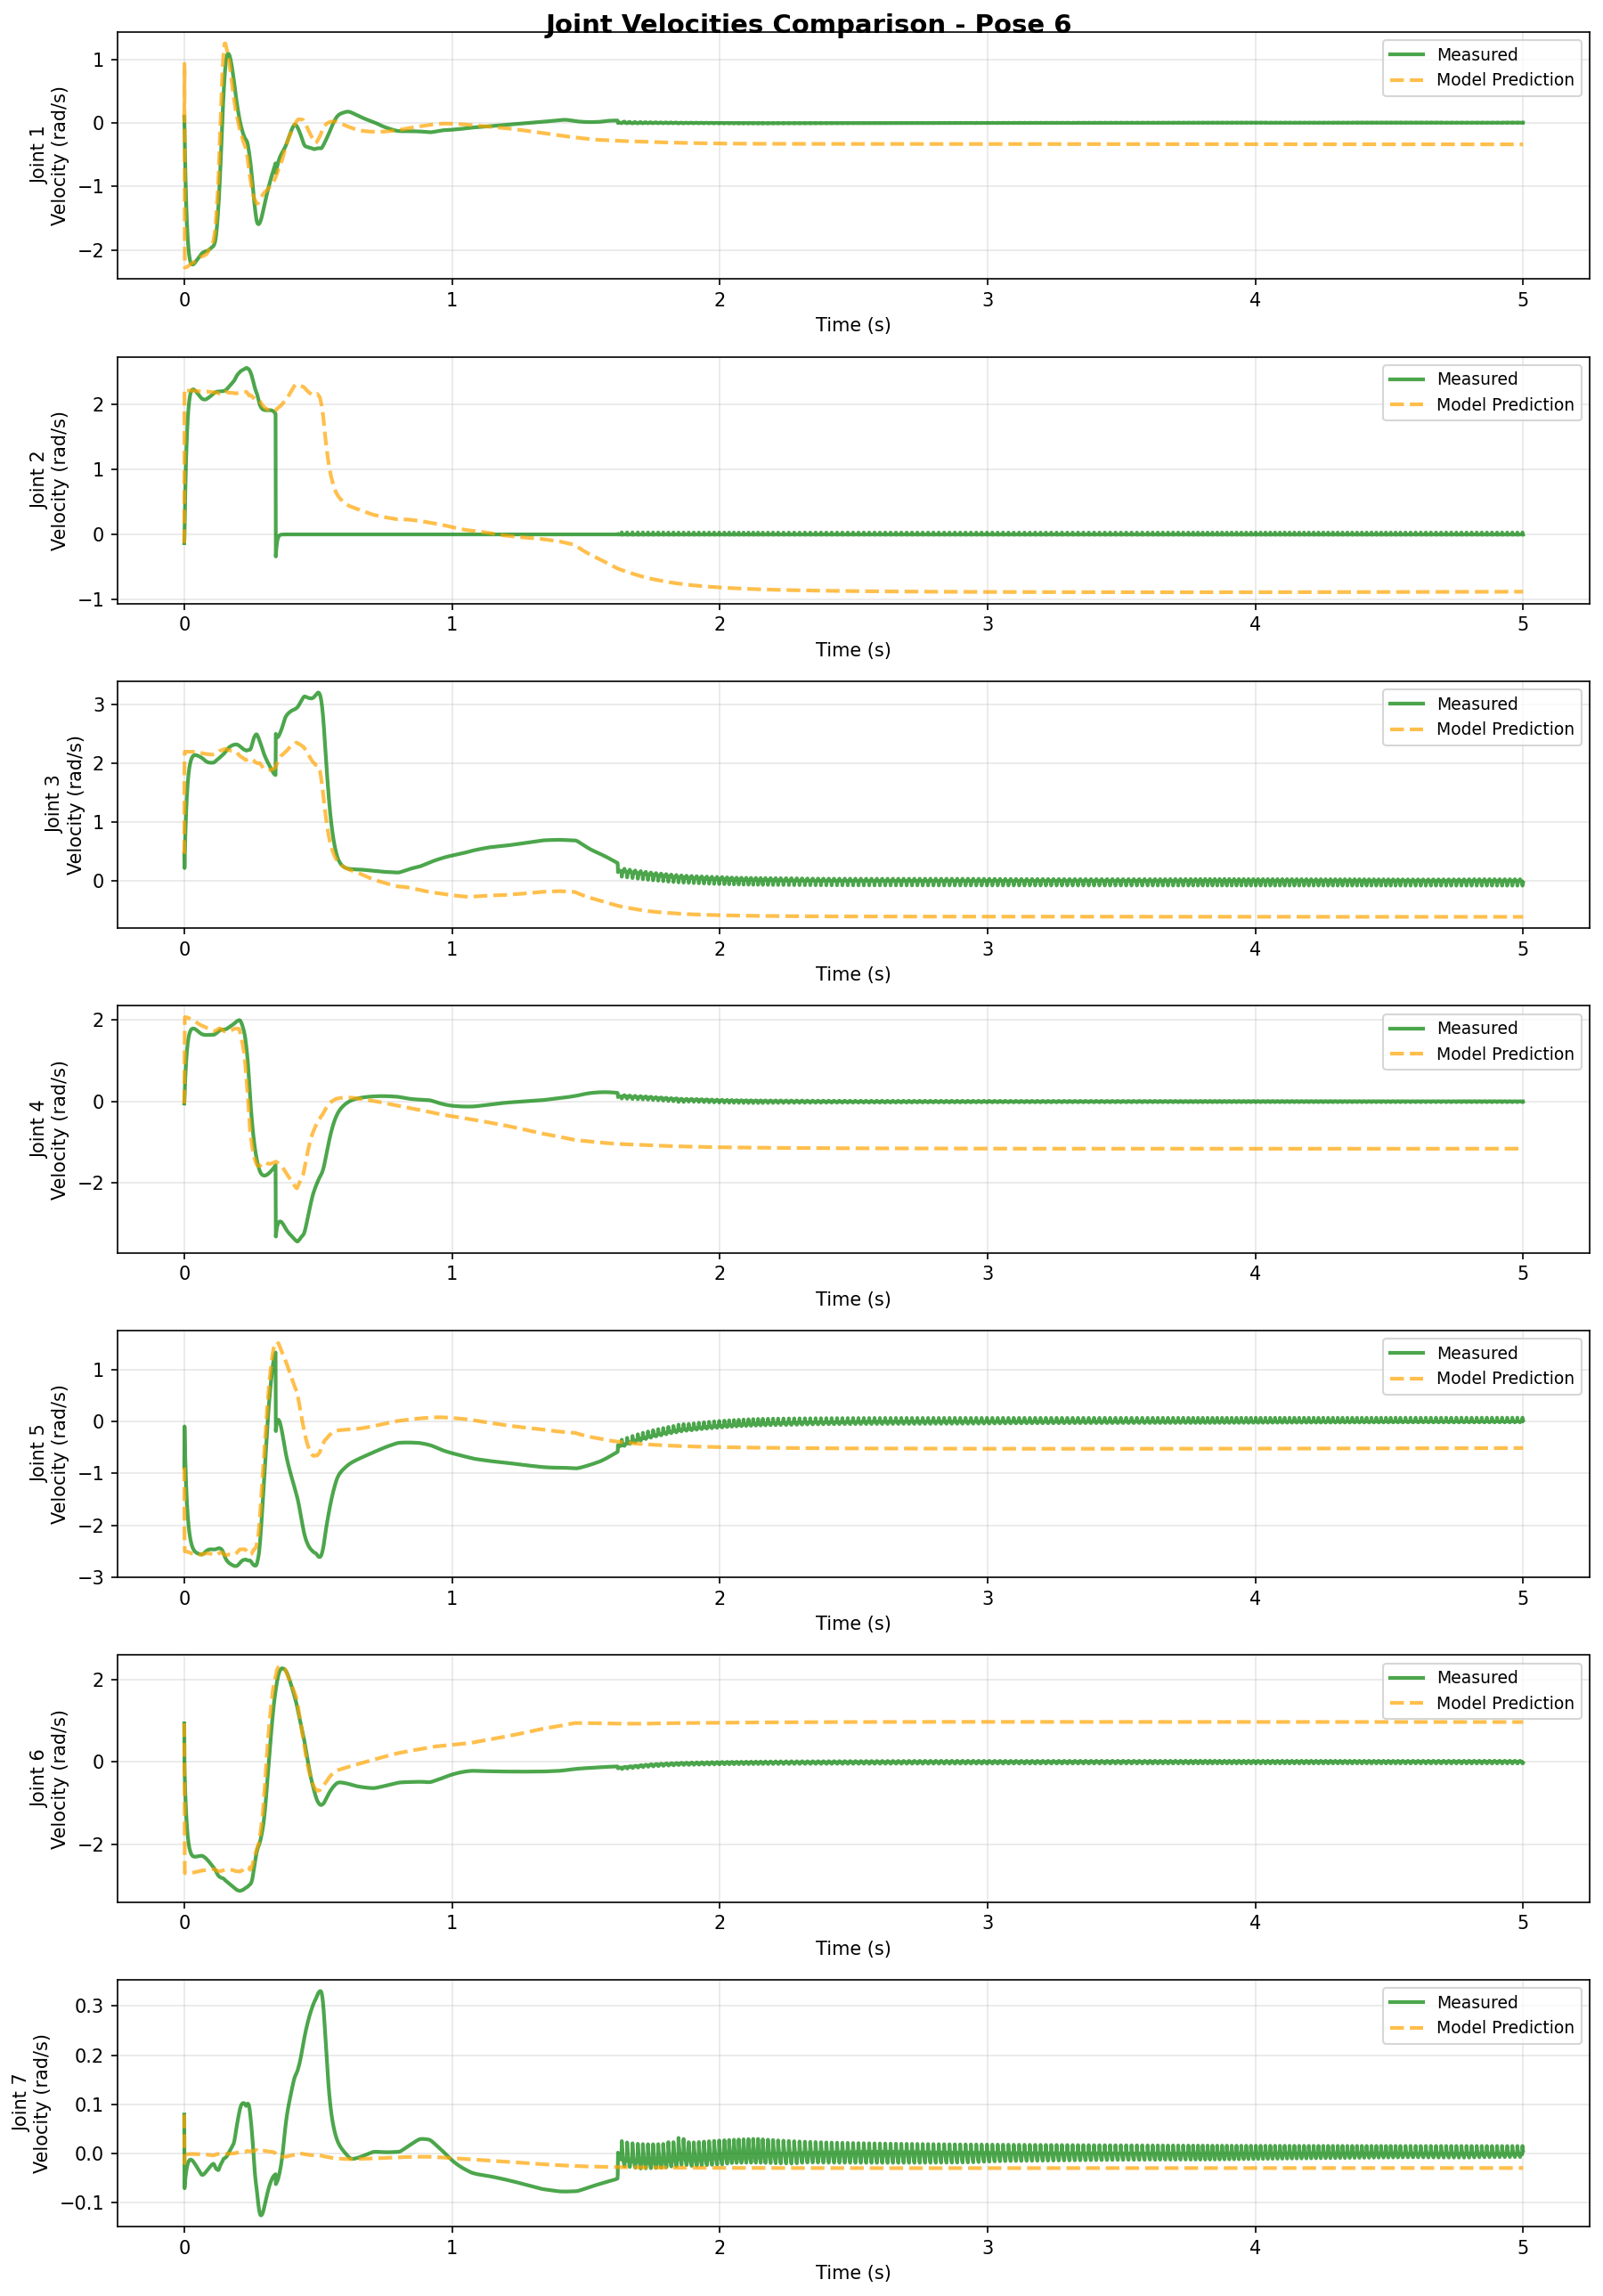 Joint Velocities Comparison - Pose 6
Joint 1
Velocity (rad/s)
1
0
−1
−2
Measured
Model Prediction
0 1 2 3 4 5
Time (s)
Joint 2
Velocity (rad/s)
2
1
0
−1
Measured
Model Prediction
0 1 2 3 4 5
Time (s)
Joint 3
Velocity (rad/s)
3
2
1
0
Measured
Model Prediction
0 1 2 3 4 5
Time (s)
Joint 4
Velocity (rad/s)
2
0
−2
Measured
Model Prediction
0 1 2 3 4 5
Time (s)
Joint 5
Velocity (rad/s)
1
0
−1
−2
−3
Measured
Model Prediction
0 1 2 3 4 5
Time (s)
Joint 6
Velocity (rad/s)
2
0
−2
Measured
Model Prediction
0 1 2 3 4 5
Time (s)
Joint 7
Velocity (rad/s)
0.3
0.2
0.1
0.0
−0.1
Measured
Model Prediction
0 1 2 3 4 5
Time (s)